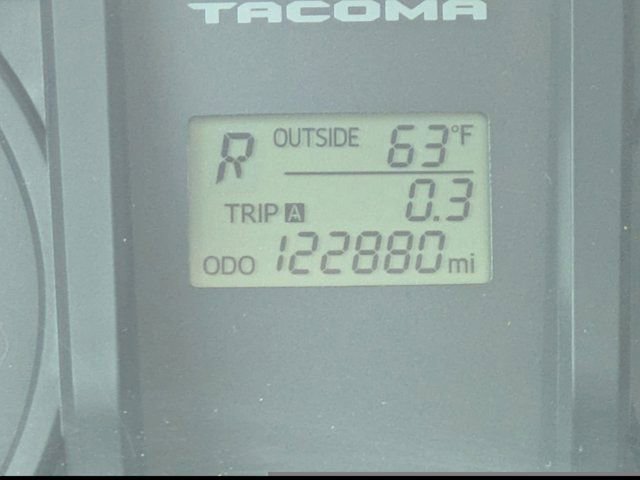 TACOMA
R OUTSIDE 63°F
TRIP A 0.3
ODO 122880 mi